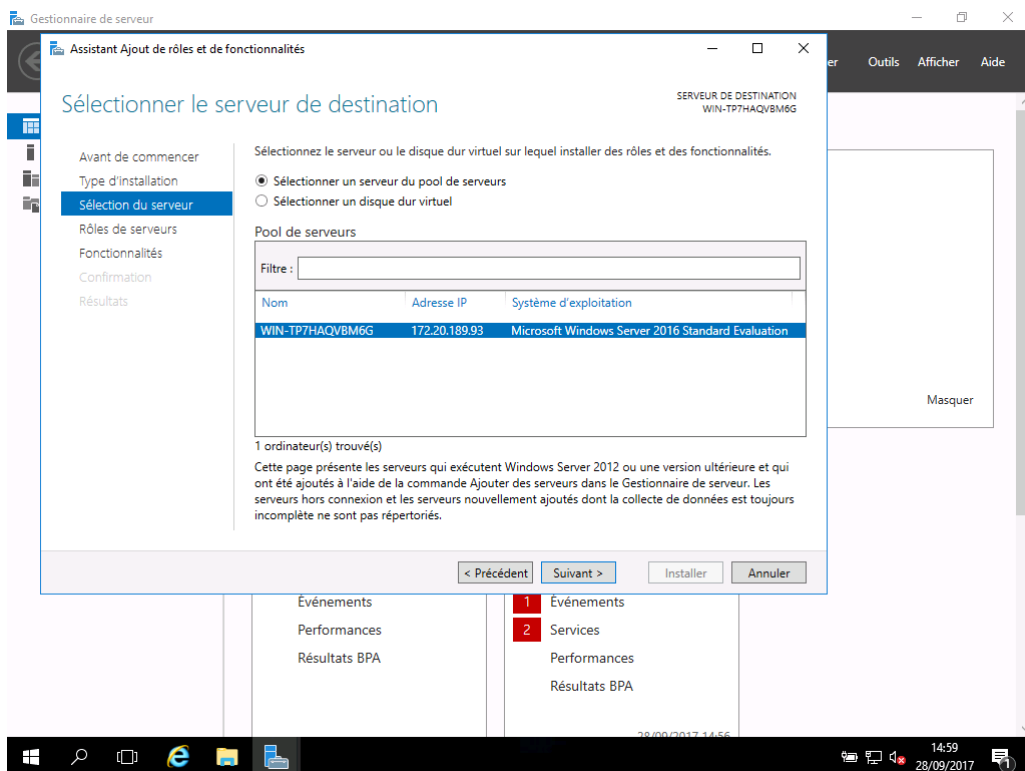 Gestionnaire de serveur
Assistant Ajout de rôles et de fonctionnalités
er Outils Afficher Aide
Sélectionner le serveur de destination
SERVEUR DE DESTINATION
WIN-TP7HAQVBM6G
Avant de commencer
Type d'installation
Sélection du serveur
Rôles de serveurs
Fonctionnalités
Confirmation
Résultats
Sélectionnez le serveur ou le disque dur virtuel sur lequel installer des rôles et des fonctionnalités.
Sélectionner un serveur du pool de serveurs
Sélectionner un disque dur virtuel
Pool de serveurs
Filtre :
Nom Adresse IP Système d'exploitation
WIN-TP7HAQVBM6G 172.20.189.93 Microsoft Windows Server 2016 Standard Evaluation
1 ordinateur(s) trouvé(s)
Cette page présente les serveurs qui exécutent Windows Server 2012 ou une version ultérieure et qui
ont été ajoutés à l'aide de la commande Ajouter des serveurs dans le Gestionnaire de serveur. Les
serveurs hors connexion et les serveurs nouvellement ajoutés dont la collecte de données est toujours
incomplète ne sont pas répertoriés.
< Précédent Suivant > Installer Annuler
Masquer
Événements
Performances
Résultats BPA
1 Événements
2 Services
Performances
Résultats BPA
28/09/2017 14:56
14:59
28/09/2017
1